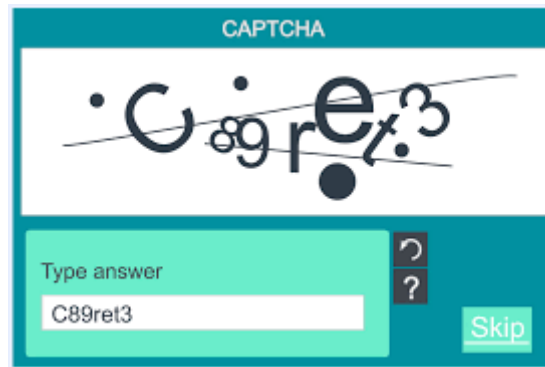 CAPTCHA
C89ret3
Type answer
C89ret3
?
Skip